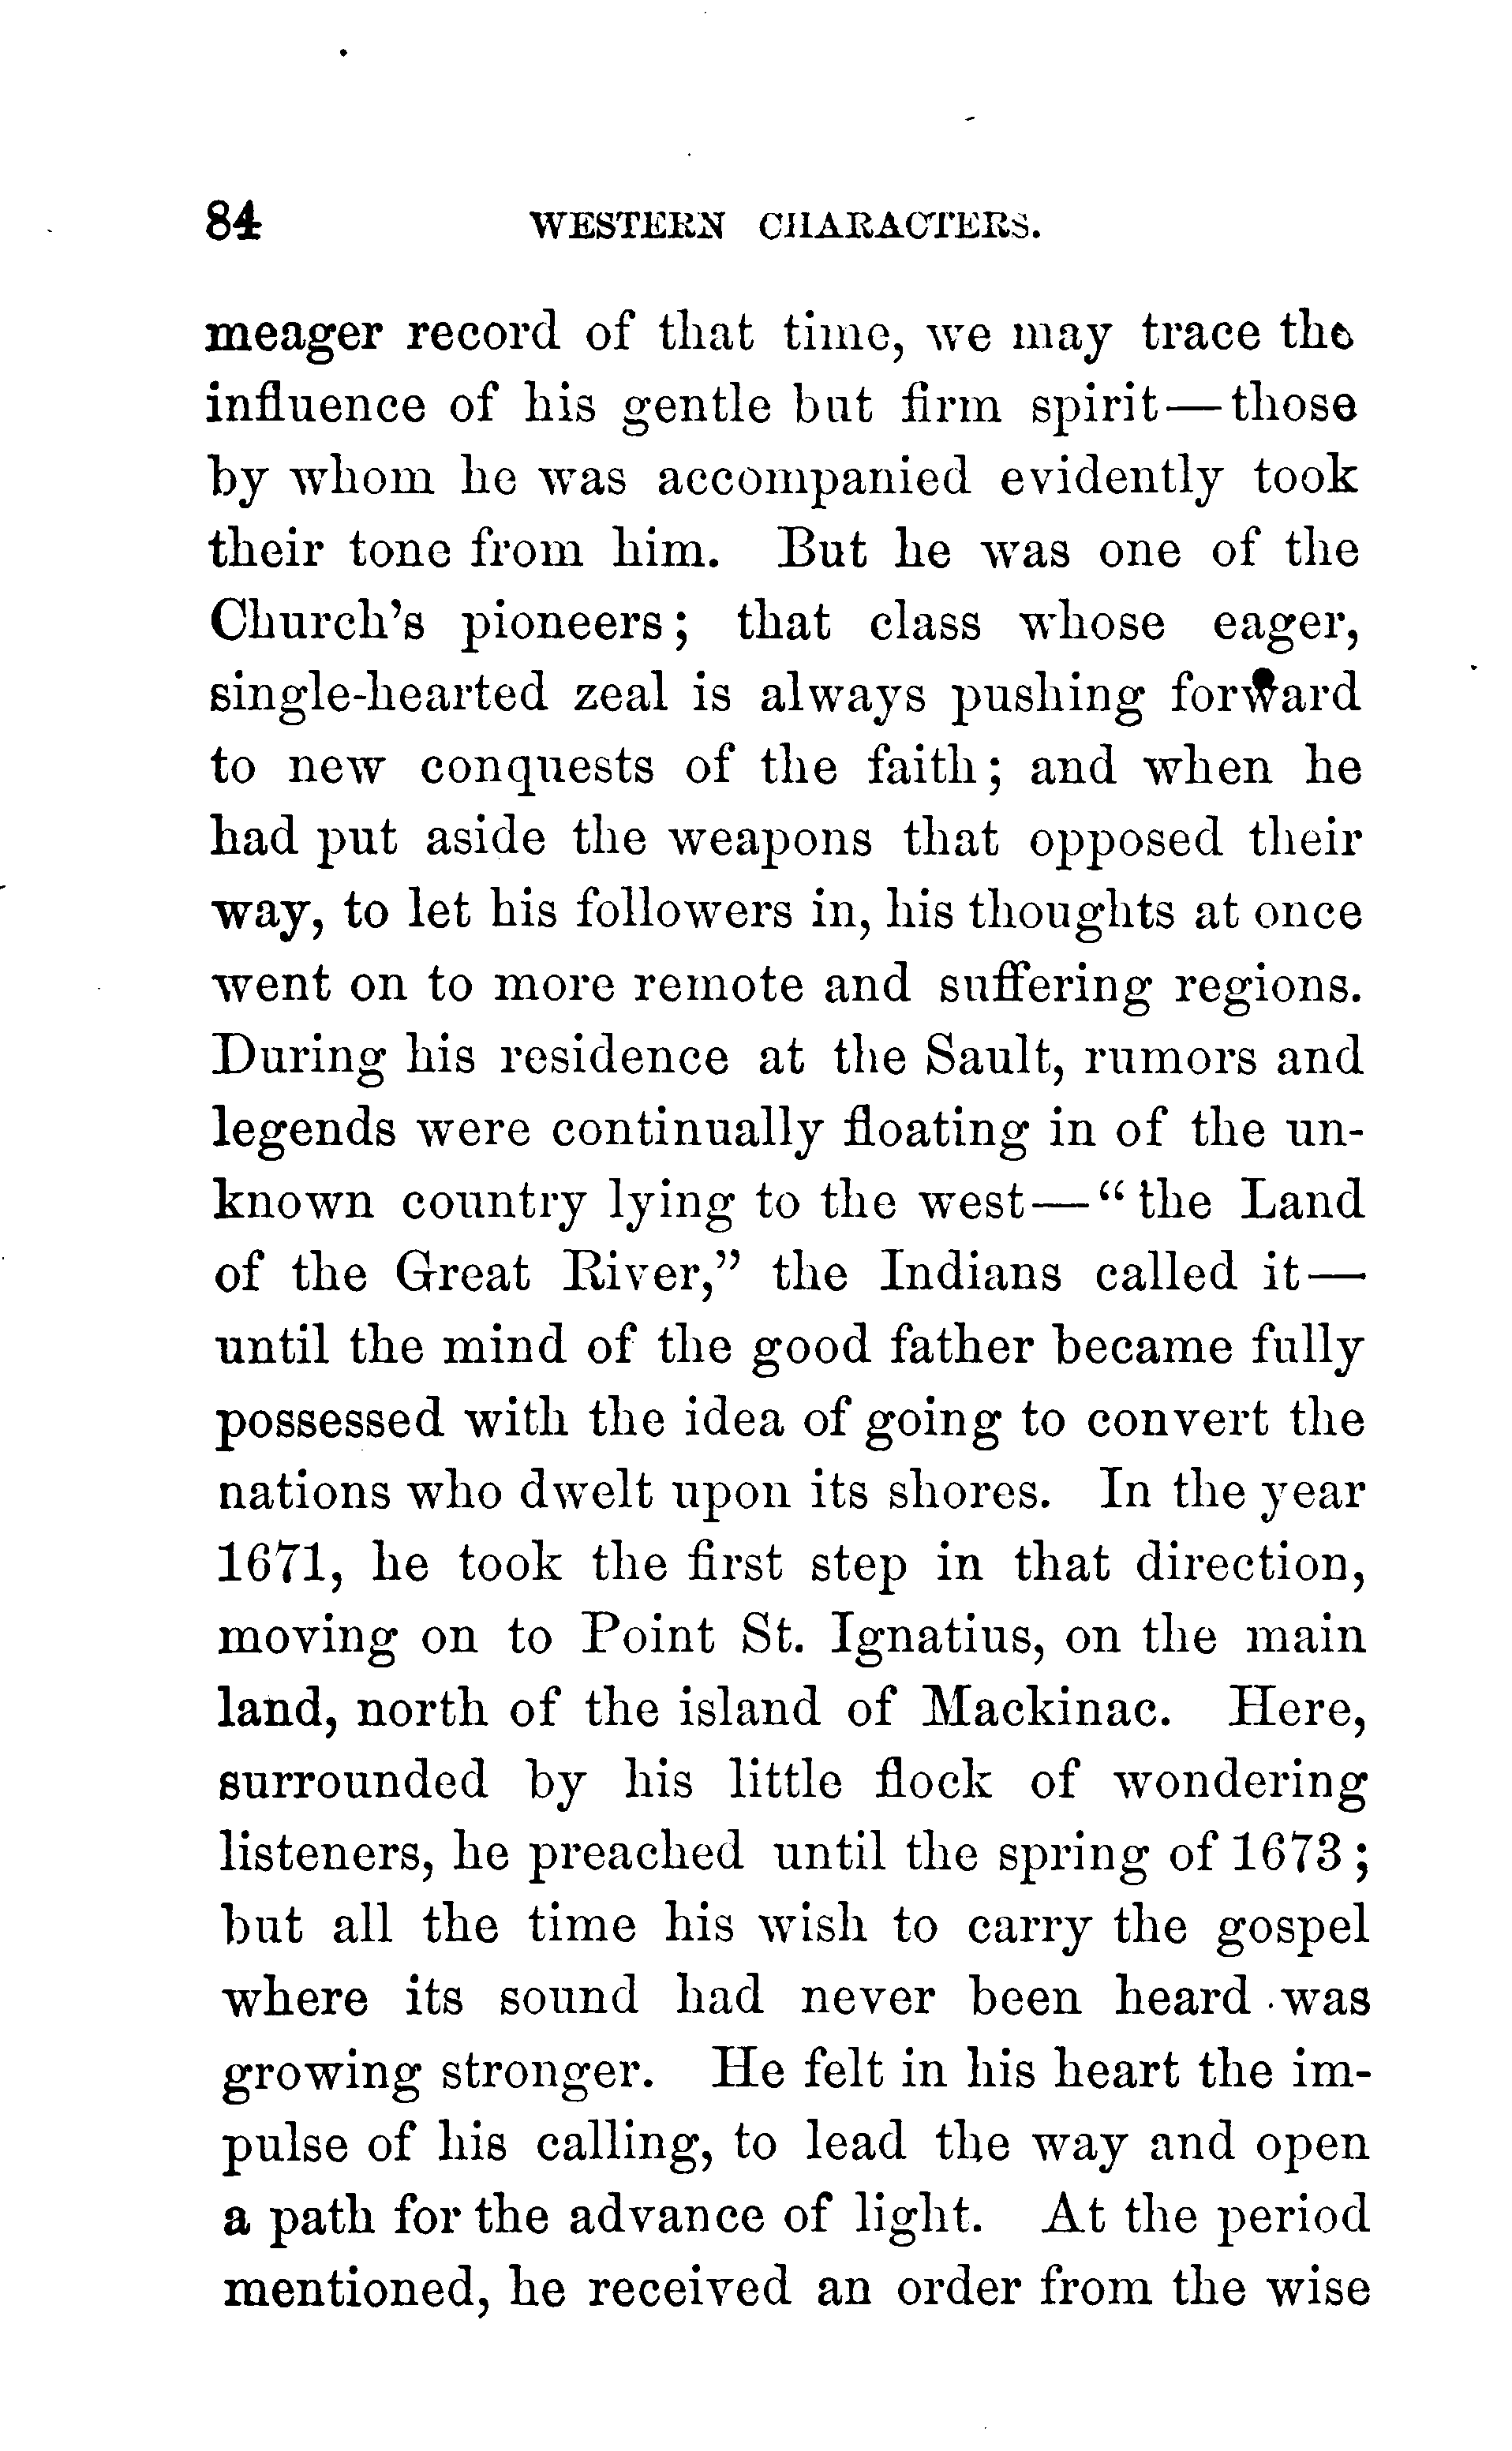 84 WESTERN CHARACTERS.
meager record of that time, we may trace the
influence of his gentle but firm spirit—those
by whom he was accompanied evidently took
their tone from him. But he was one of the
Church's pioneers; that class whose eager,
single-hearted zeal is always pushing forward
to new conquests of the faith; and when he
had put aside the weapons that opposed their
way, to let his followers in, his thoughts at once
went on to more remote and suffering regions.
During his residence at the Sault, rumors and
legends were continually floating in of the un-
known country lying to the west—“the Land
of the Great River,” the Indians called it—
until the mind of the good father became fully
possessed with the idea of going to convert the
nations who dwelt upon its shores. In the year
1671, he took the first step in that direction,
moving on to Point St. Ignatius, on the main
land, north of the island of Mackinac. Here,
surrounded by his little flock of wondering
listeners, he preached until the spring of 1673;
but all the time his wish to carry the gospel
where its sound had never been heard was
growing stronger. He felt in his heart the im-
pulse of his calling, to lead the way and open
a path for the advance of light. At the period
mentioned, he received an order from the wise